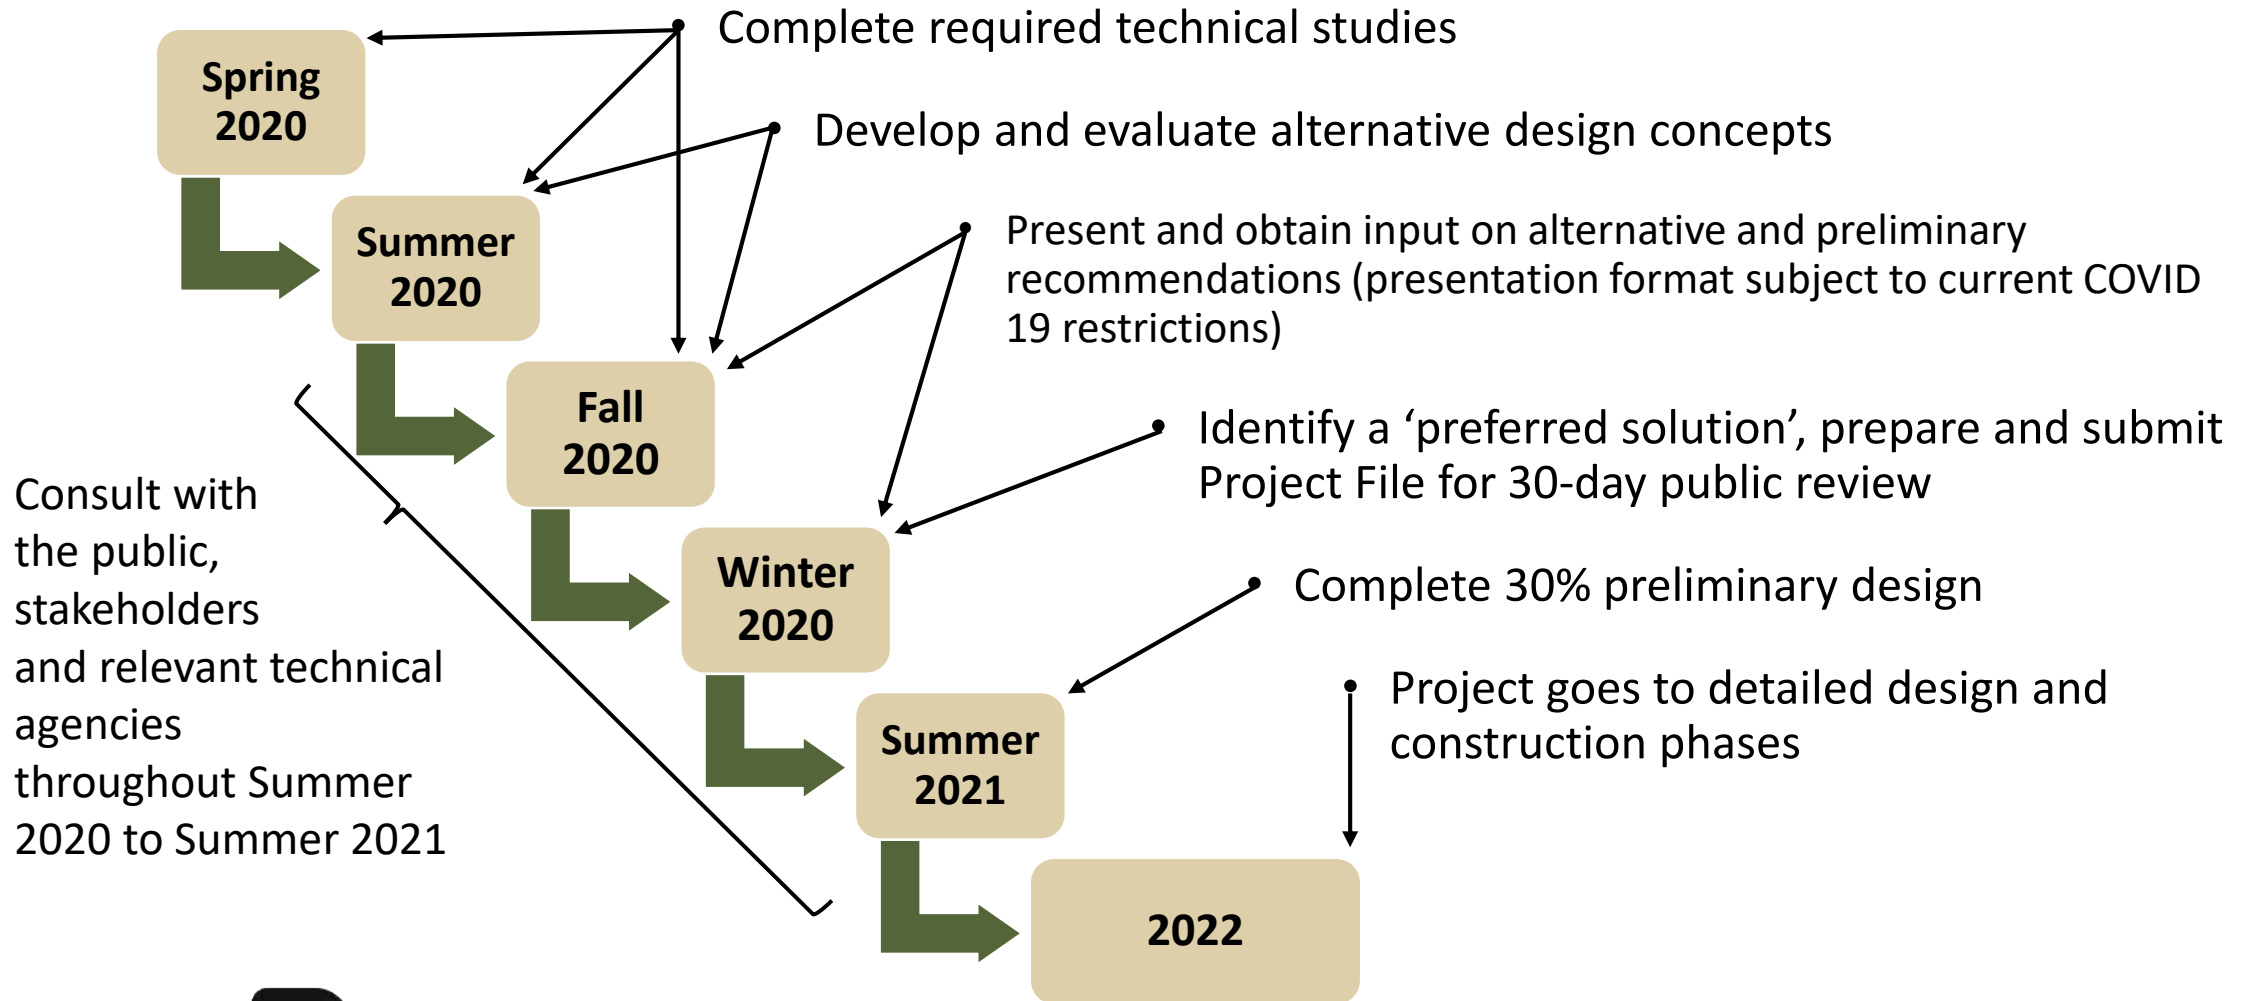 Complete required technical studies
Spring
2020
Develop and evaluate alternative design concepts
Summer
2020
Present and obtain input on alternative and preliminary
recommendations (presentation format subject to current COVID
19 restrictions)
Fall
2020
Identify a ‘preferred solution’, prepare and submit
Project File for 30-day public review
Consult with
the public,
stakeholders
and relevant technical
agencies
throughout Summer
2020 to Summer 2021
Winter
2020
Complete 30% preliminary design
Summer
2021
Project goes to detailed design and
construction phases
2022